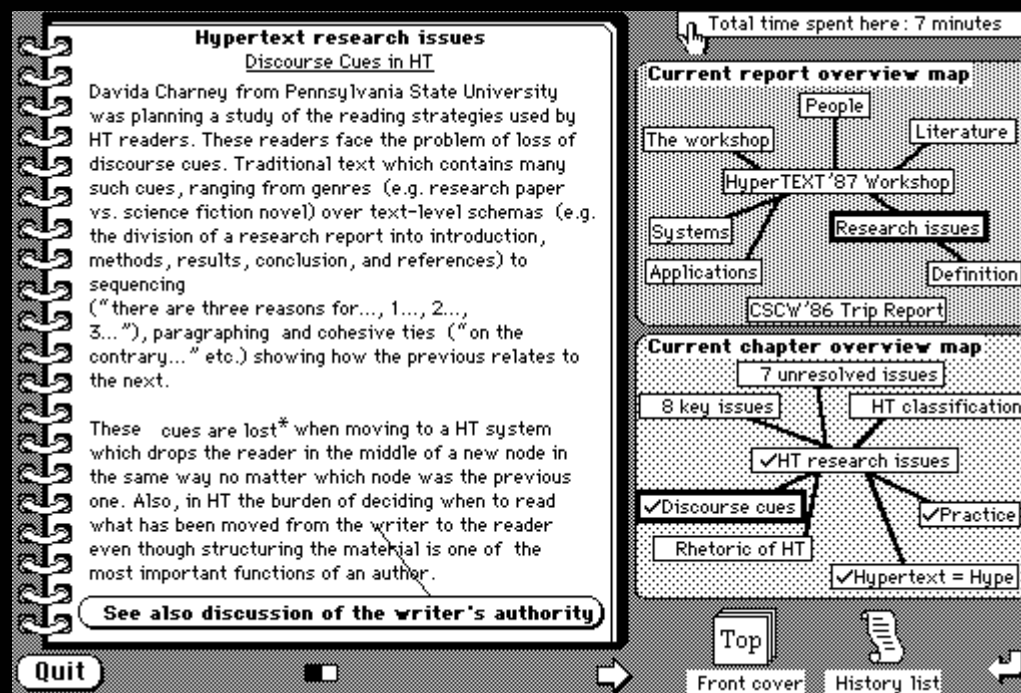 Hypertext research issues
Discourse Cues in HT
Davida Charney from Pennsylvania State University
was planning a study of the reading strategies used by
HT readers. These readers face the problem of loss of
discourse cues. Traditional text which contains many
such cues, ranging from genres (e.g. research paper
vs. science fiction novel) over text-level schemas (e.g.
the division of a research report into introduction,
methods, results, conclusion, and references) to
sequencing
("there are three reasons for..., 1..., 2...,
3..."), paragraphing and cohesive ties ("on the
contrary..." etc.) showing how the previous relates to
the next.
These cues are lost* when moving to a HT system
which drops the reader in the middle of a new node in
the same way no matter which node was the previous
one. Also, in HT the burden of deciding when to read
what has been moved from the writer to the reader
even though structuring the material is one of the
most important functions of an author.
See also discussion of the writer's authority
Quit
Total time spent here: 7 minutes
Current report overview map
People
The workshop
Literature
HyperTEXT'87 Workshop
Systems
Research issues
Applications
Definition
CSCW'86 Trip Report
Current chapter overview map
7 unresolved issues
8 key issues
HT classification
✓HT research issues
✓Discourse cues
✓Practice
Rhetoric of HT
✓Hypertext = Hype
Top
Front cover
History list